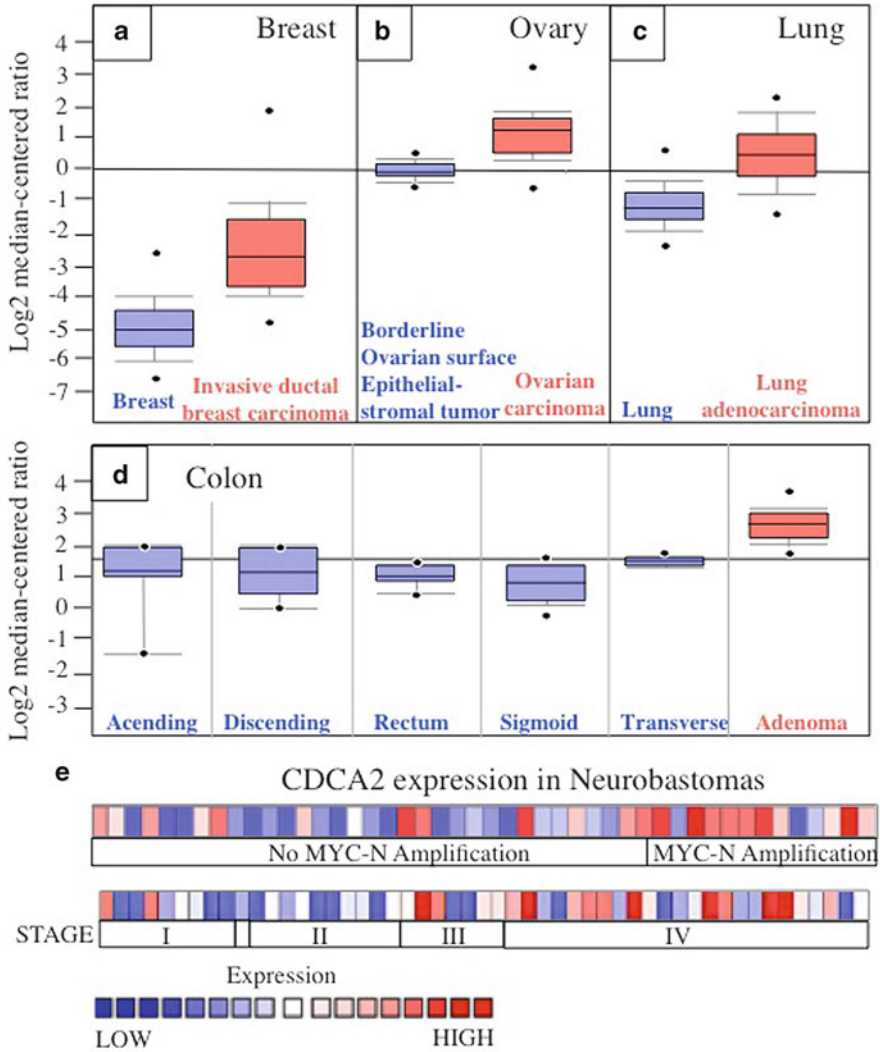 a Breast b Ovary c Lung
Log2 median-centered ratio
4
3
2
1
0
-1
-2
-3
-4
-5
-6
-7
Breast
Invasive ductal
breast carcinoma
Borderline
Ovarian surface
Epithelial-
stromal tumor
Ovarian
carcinoma
Lung
Lung
adenocarcinoma
d Colon
Log2 median-centered ratio
4
3
2
1
0
-1
-2
-3
Acending Discending Rectum Sigmoid Transverse Adenoma
e
CDCA2 expression in Neurobastomas
No MYC-N Amplification MYC-N Amplification
STAGE I II III IV
Expression
LOW HIGH